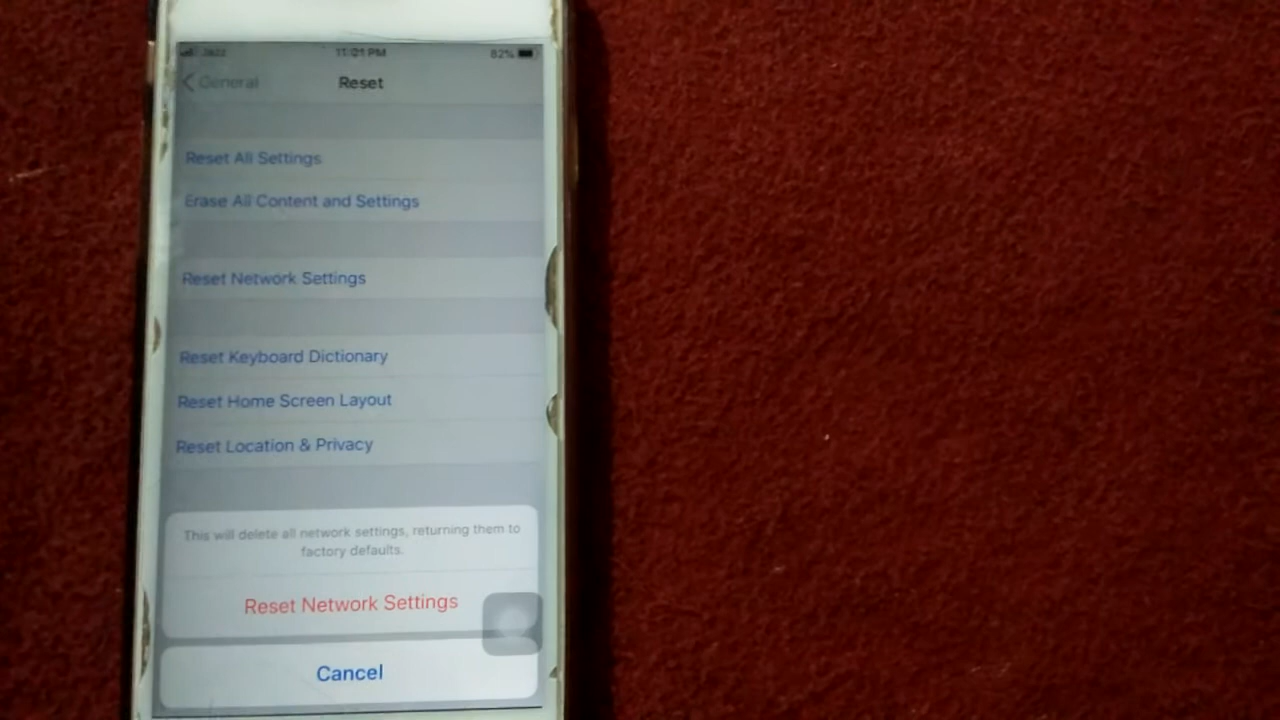 Jazz 11:21 PM 82%
General Reset
Reset All Settings
Erase All Content and Settings
Reset Network Settings
Reset Keyboard Dictionary
Reset Home Screen Layout
Reset Location & Privacy
This will delete all network settings, returning them to
factory defaults.
Reset Network Settings
Cancel